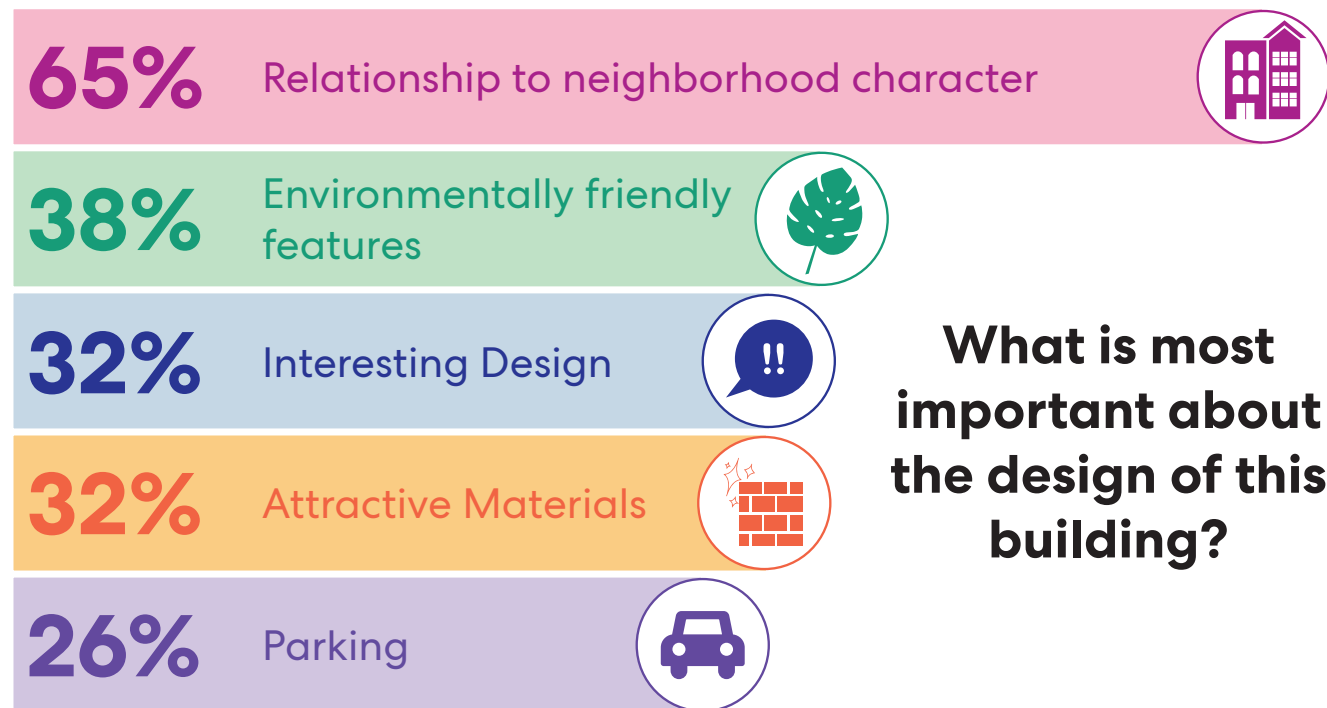 65% Relationship to neighborhood character
38% Environmentally friendly
features
32% Interesting Design
!!
32% Attractive Materials
26% Parking
What is most
important about
the design of this
building?